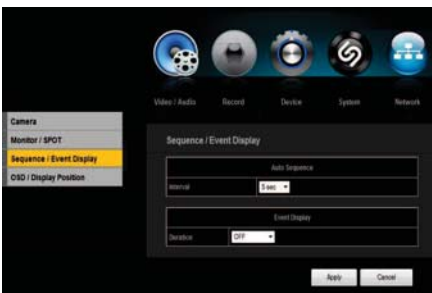 Video / Audio Record Device System Network
Camera
Monitor / SPOT
Sequence / Event Display
OSD / Display Position
Sequence / Event Display
Auto Sequence
Interval 5 sec
Event Display
Duration OFF
Apply Cancel